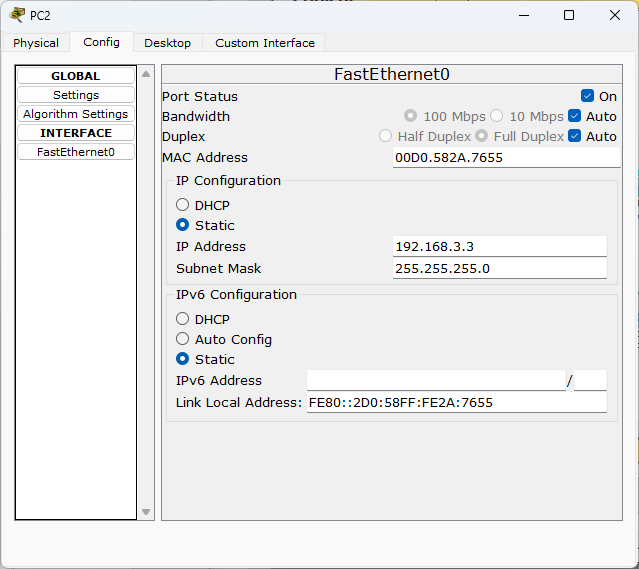 PC2
Physical Config Desktop Custom Interface
GLOBAL
Settings
Algorithm Settings
INTERFACE
FastEthernet0
FastEthernet0
Port Status On
Bandwidth 100 Mbps 10 Mbps Auto
Duplex Half Duplex Full Duplex Auto
MAC Address 00D0.582A.7655
IP Configuration
DHCP
Static
IP Address 192.168.3.3
Subnet Mask 255.255.255.0
IPv6 Configuration
DHCP
Auto Config
Static
IPv6 Address /
Link Local Address: FE80::2D0:58FF:FE2A:7655